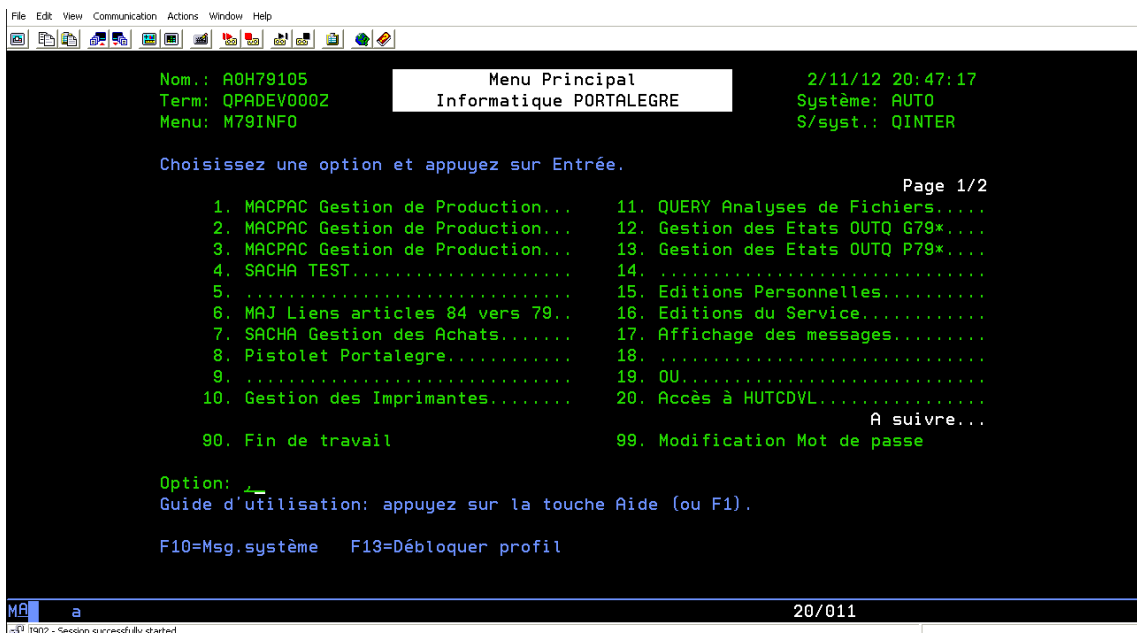 File Edit View Communication Actions Window Help
Nom.: AOH79105 Menu Principal 2/11/12 20:47:17
Term: QPADEV000Z Informatique PORTALEGRE Système: AUTO
Menu: M79INFO S/syst.: QINTER
Choisissez une option et appuyez sur Entrée.
Page 1/2
1. MACPAC Gestion de Production... 11. QUERY Analyses de Fichiers.....
2. MACPAC Gestion de Production... 12. Gestion des Etats OUTQ G79*....
3. MACPAC Gestion de Production... 13. Gestion des Etats OUTQ P79*....
4. SACHA TEST..................... 14. ...............................
5. ............................... 15. Editions Personnelles..........
6. MAJ Liens articles 84 vers 79.. 16. Editions du Service............
7. SACHA Gestion des Achats....... 17. Affichage des messages.........
8. Pistolet Portalegre............ 18. ...............................
9. ............................... 19. OU.............................
10. Gestion des Imprimantes........ 20. Accès à HUTCDVL................
A suivre...
90. Fin de travail 99. Modification Mot de passe
Option: ,_
Guide d'utilisation: appuyez sur la touche Aide (ou F1).
F10=Msg.système F13=Débloquer profil
MA a 20/011
I902 - Session successfully started